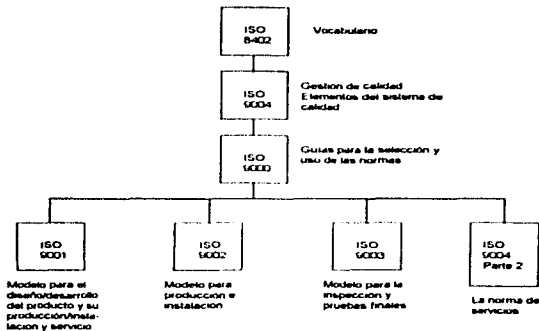 ISO
8402
Vocabulario
ISO
9004
Gestion de calidad
Elementos del sistema de
calidad
ISO
9000
Guías para la selección y
uso de las normas
ISO
9001
Modelo para el
diseño/desarrollo
del producto y su
producción/insta-
lacion y servicio
ISO
9002
Modelo para
produccion e
instalación
ISO
9003
Modelo para la
inspección y
pruebas finales
ISO
9004
Parte 2
La norma de
servicios